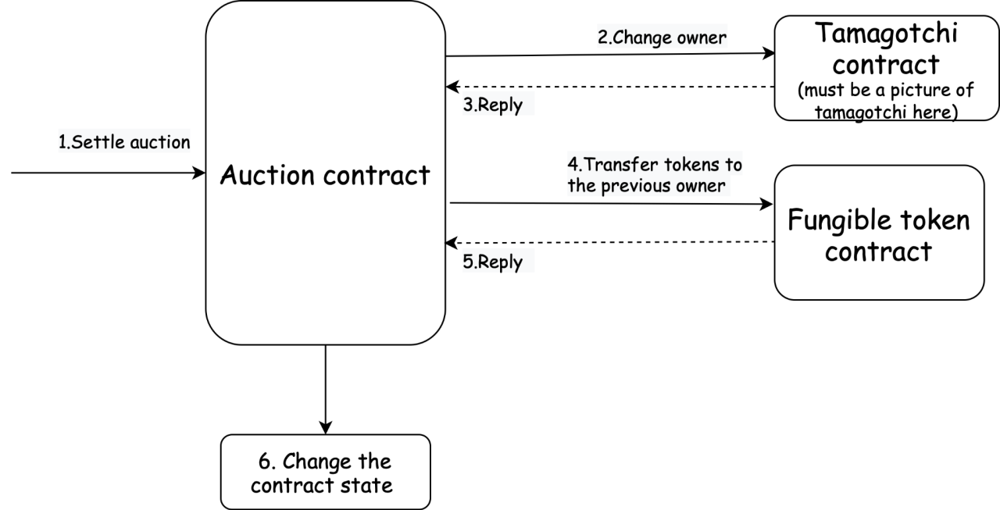 2.Change owner
Tamagotchi
contract
(must be a picture of
tamagotchi here)
3.Reply
1.Settle auction
Auction contract
4.Transfer tokens to
the previous owner
Fungible token
contract
5.Reply
6. Change the
contract state